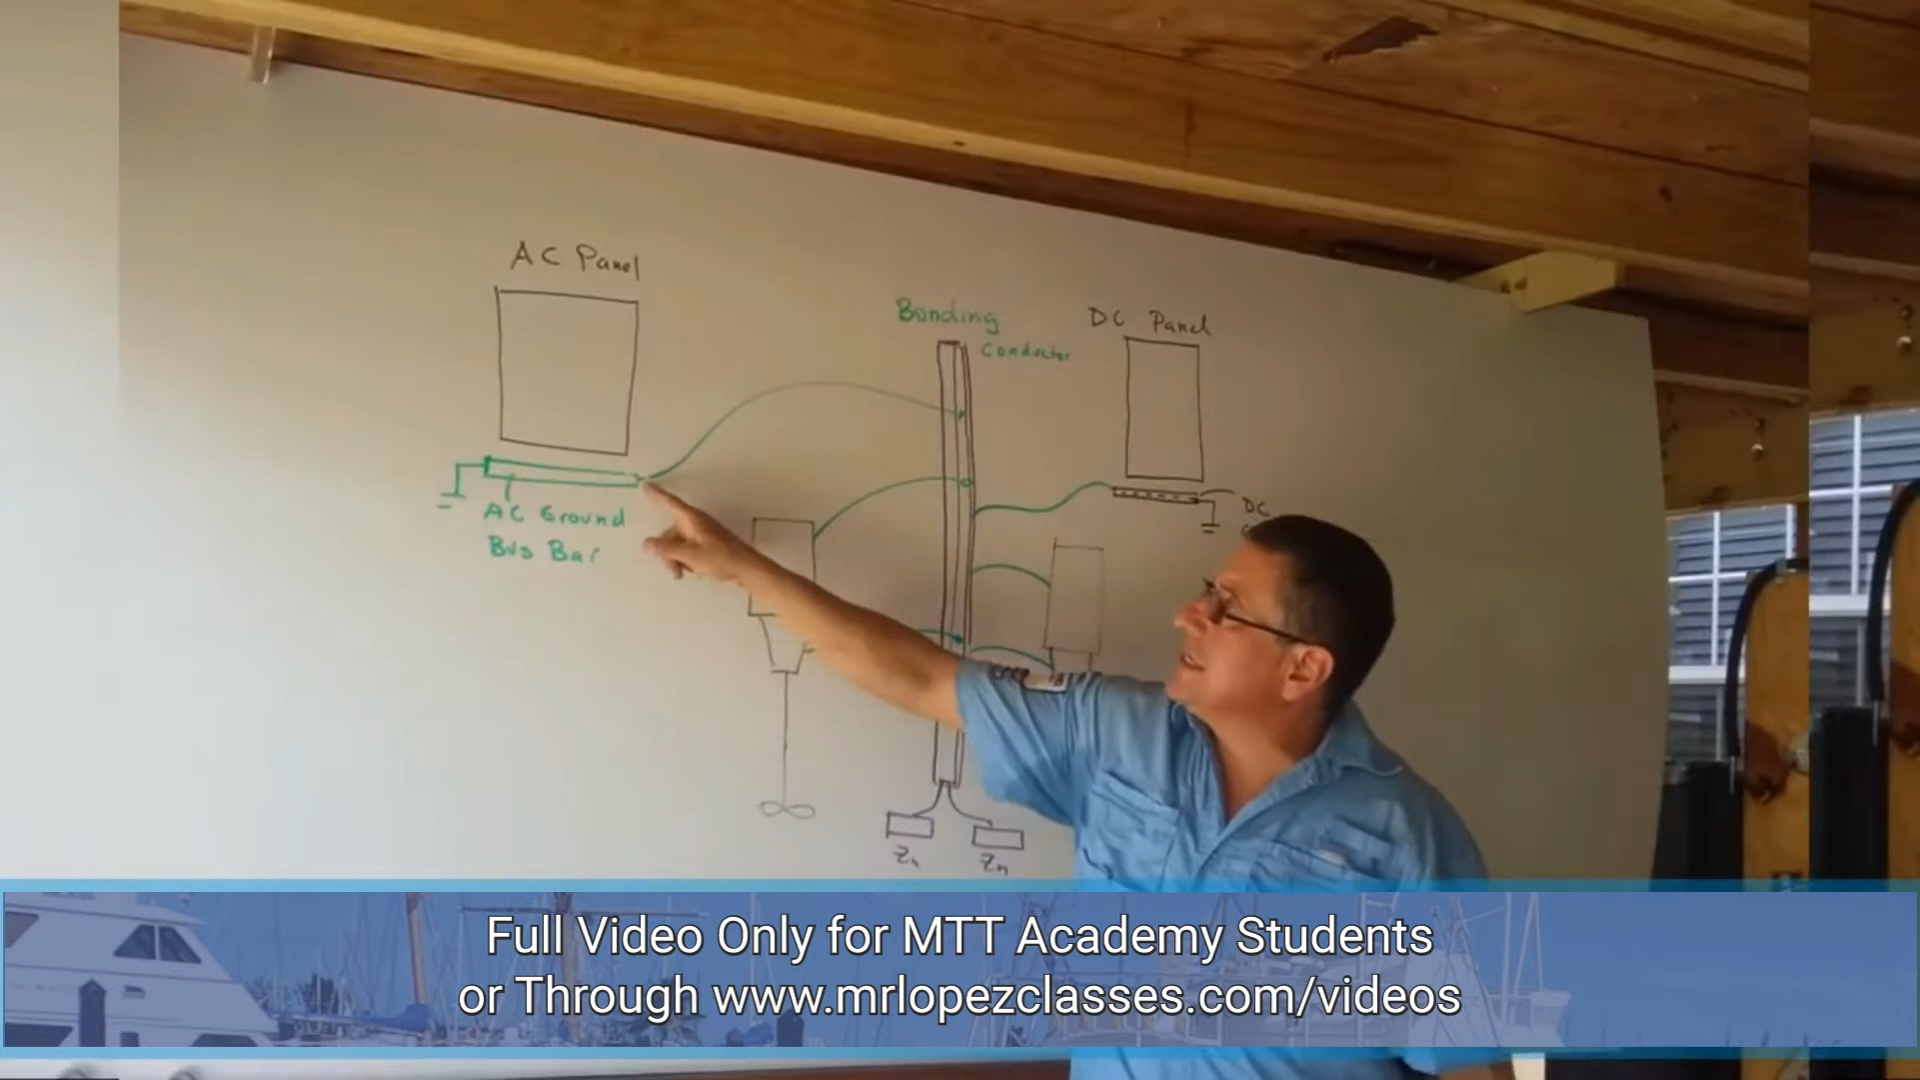 AC Panel
Bonding
Conductor
DC Panel
AC Ground
Bus Bar
DC
Zn
Zn
Full Video Only for MTT Academy Students
or Through www.mrlopezclasses.com/videos